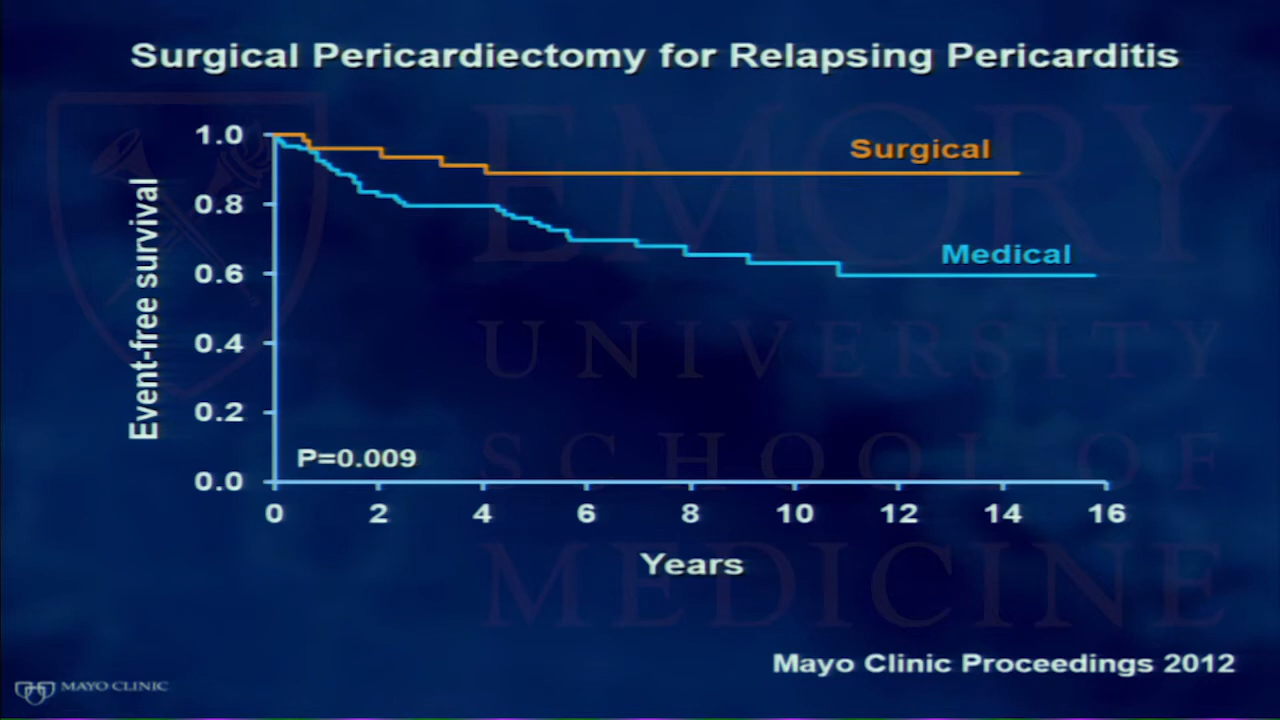 Surgical Pericardiectomy for Relapsing Pericarditis
EMORY
UNIVERSITY
SCHOOL OF
MEDICINE
Event-free survival
1.0
0.8
0.6
0.4
0.2
0.0
Surgical
Medical
P=0.009
0 2 4 6 8 10 12 14 16
Years
Mayo Clinic Proceedings 2012
MAYO CLINIC